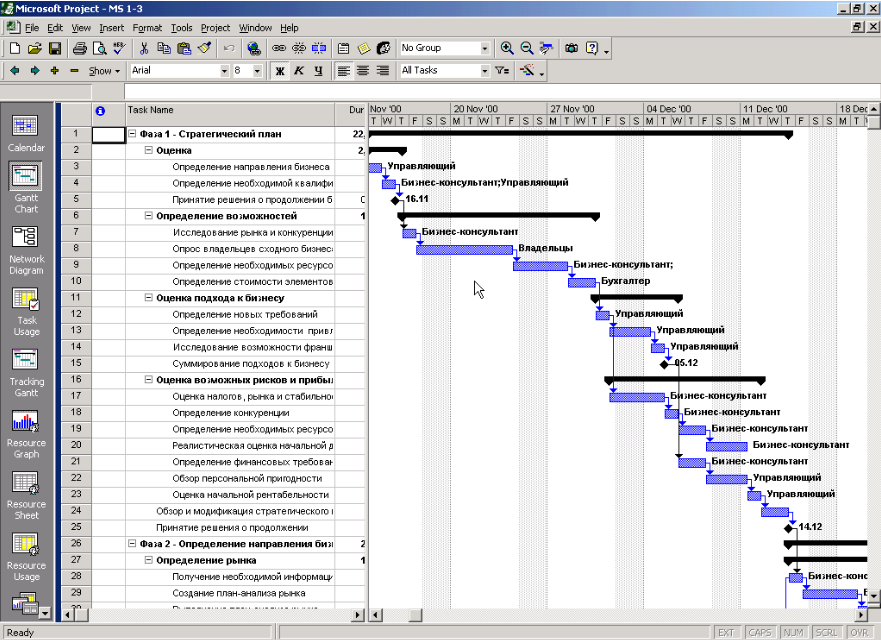 Microsoft Project - MS 1-3
File Edit View Insert Format Tools Project Window Help
No Group
Show Arial 8 Ж К Ч All Tasks
Task Name Dur Nov '00 20 Nov '00 27 Nov '00 04 Dec '00 11 Dec '00 18 Dec
T W T F S S M T W T F S S M T W T F S S M T W T F S S M T W T F S S M T
1 Фаза 1 - Стратегический план 22,
2 Оценка 2,
3 Определение направления бизнеса Управляющий
4 Определение необходимой квалифи Бизнес-консультант;Управляющий
5 Принятие решения о продолжении б 16.11
6 Определение возможностей 1
7 Исследование рынка и конкуренции Бизнес-консультант
8 Опрос владельцев сходного бизнес Владельцы
9 Определение необходимых ресурсо Бизнес-консультант;
10 Определение стоимости элементов Бухгалтер
11 Оценка подхода к бизнесу
12 Определение новых требований Управляющий
13 Определение необходимости привл Управляющий
14 Исследование возможности франш Управляющий
15 Суммирование подходов к бизнесу 05.12
16 Оценка возможных рисков и прибы
17 Оценка налогов, рынка и стабильно Бизнес-консультант
18 Определение конкуренции Бизнес-консультант
19 Определение необходимых ресурсо Бизнес-консультант
20 Реалистическая оценка начальной д Бизнес-консультант
21 Определение финансовых требован Бизнес-консультант
22 Обзор персональной пригодности Управляющий
23 Оценка начальной рентабельности Управляющий
24 Обзор и модификация стратегического
25 Принятие решения о продолжении 14.12
26 Фаза 2 - Определение направления биз 2
27 Определение рынка 1
28 Получение необходимой информац Бизнес-конс
29 Создание план-анализа рынка
Calendar
Gantt
Chart
Network
Diagram
Task
Usage
Tracking
Gantt
Resource
Graph
Resource
Sheet
Resource
Usage
Ready EXT CAPS NUM SCRL OVR